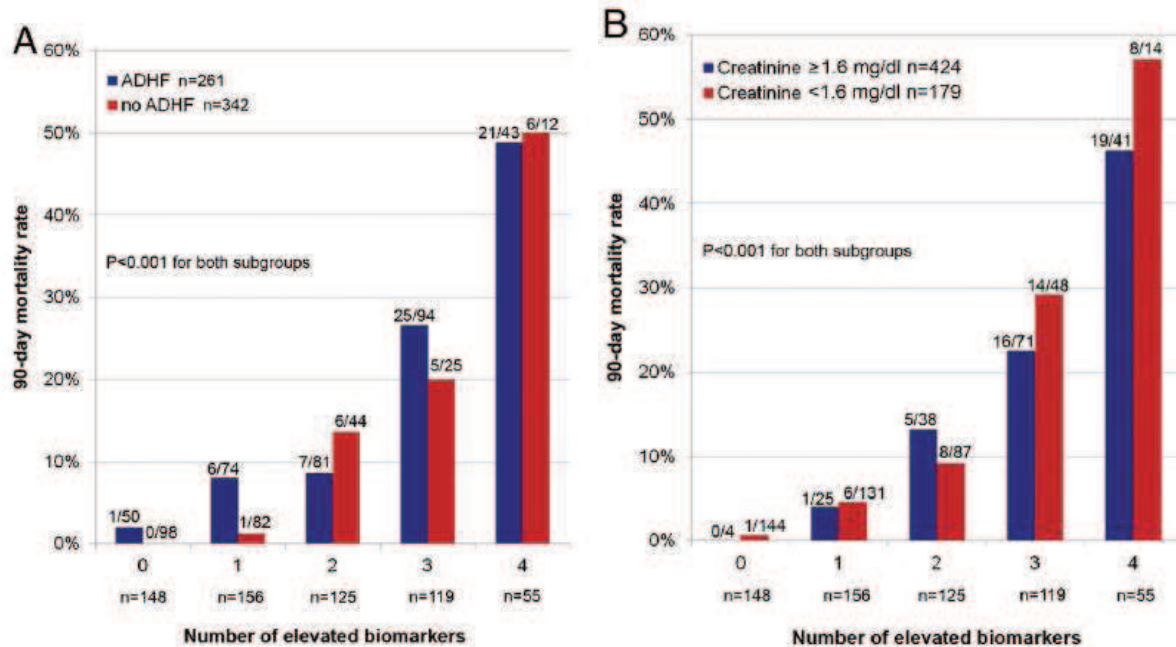 A
60%
ADHF n=261
no ADHF n=342
50%
21/43 6/12
40%
90-day mortality rate
P<0.001 for both subgroups
30%
25/94
20%
5/25
6/44
10%
6/74
7/81
1/50
0/98
1/82
0%
0 1 2 3 4
n=148 n=156 n=125 n=119 n=55
Number of elevated biomarkers
B
60%
8/14
Creatinine ≥1.6 mg/dl n=424
Creatinine <1.6 mg/dl n=179
50%
19/41
40%
90-day mortality rate
P<0.001 for both subgroups
30%
14/48
16/71
20%
5/38
10%
8/87
1/25 6/131
0/4 1/144
0%
0 1 2 3 4
n=148 n=156 n=125 n=119 n=55
Number of elevated biomarkers